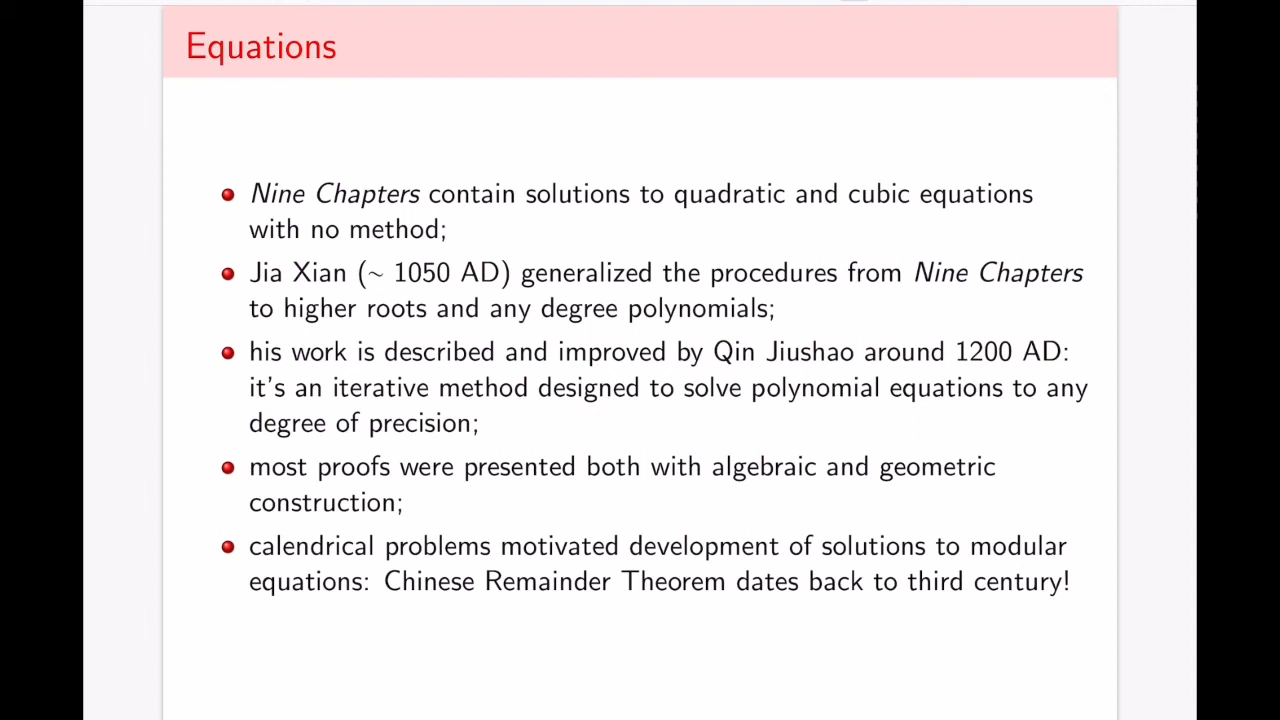 Equations
Nine Chapters contain solutions to quadratic and cubic equations
with no method;
Jia Xian (~ 1050 AD) generalized the procedures from Nine Chapters
to higher roots and any degree polynomials;
his work is described and improved by Qin Jiushao around 1200 AD:
it's an iterative method designed to solve polynomial equations to any
degree of precision;
most proofs were presented both with algebraic and geometric
construction;
calendrical problems motivated development of solutions to modular
equations: Chinese Remainder Theorem dates back to third century!